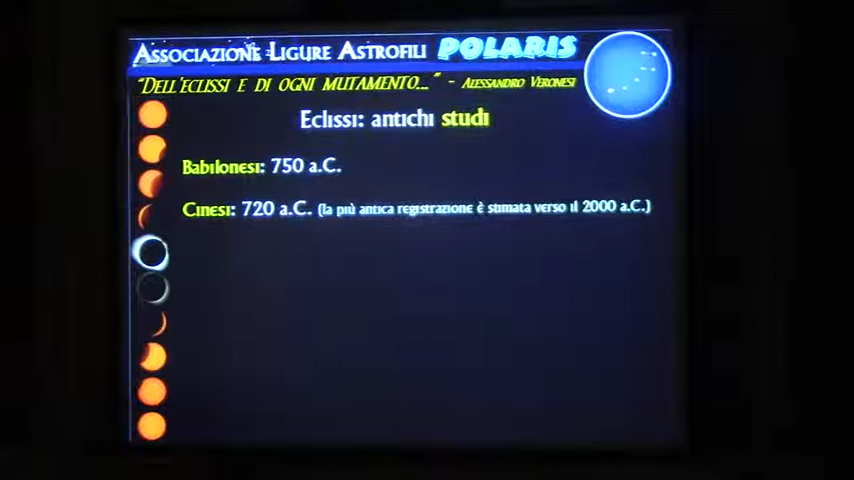 Associazione Ligure Astrofili POLARIS
"Dell'eclissi e di ogni mutamento..." - Alessandro Veronesi
Eclissi: antichi studi
Babilonesi: 750 a.C.
Cinesi: 720 a.C. (la più antica registrazione è stimata verso il 2000 a.C.)